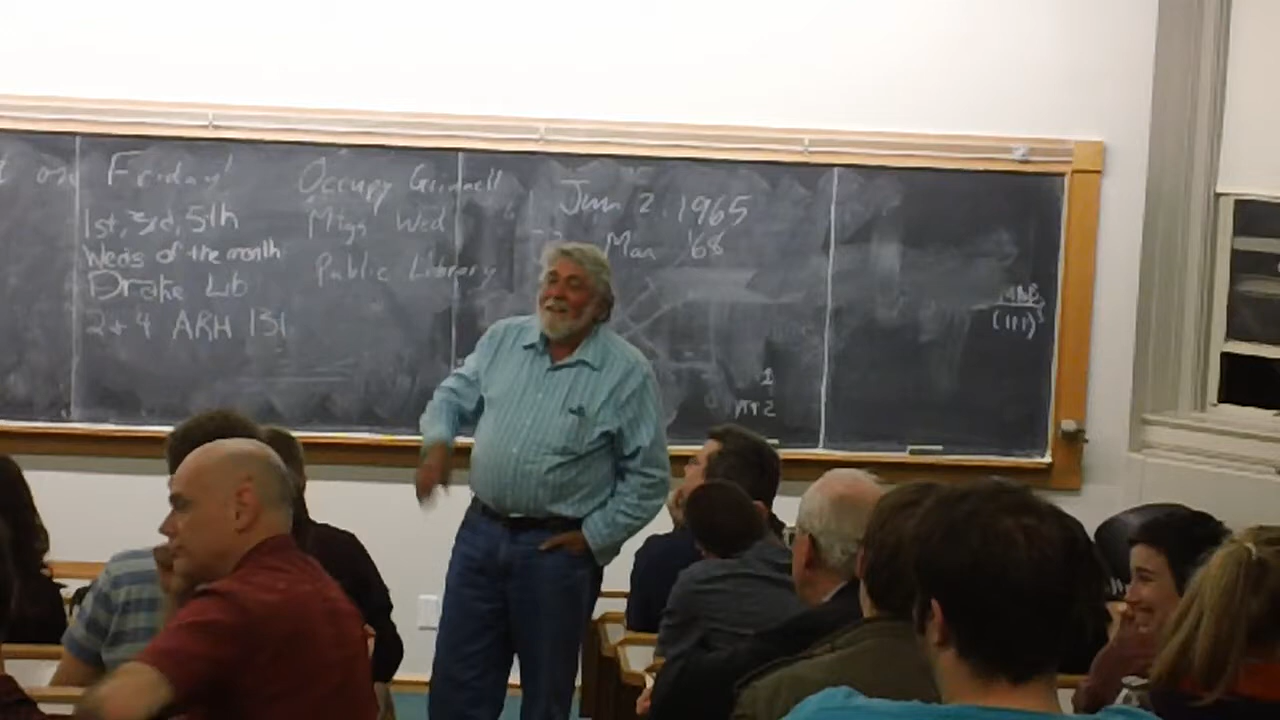 Friday!
1st, 3rd, 5th
Weds of the month
Drake Lib
2 + 4 ARH 131
Occupy Grinnell
Mtgs Wed
Public Library
Jun 2, 1965
Mar '68
(111)